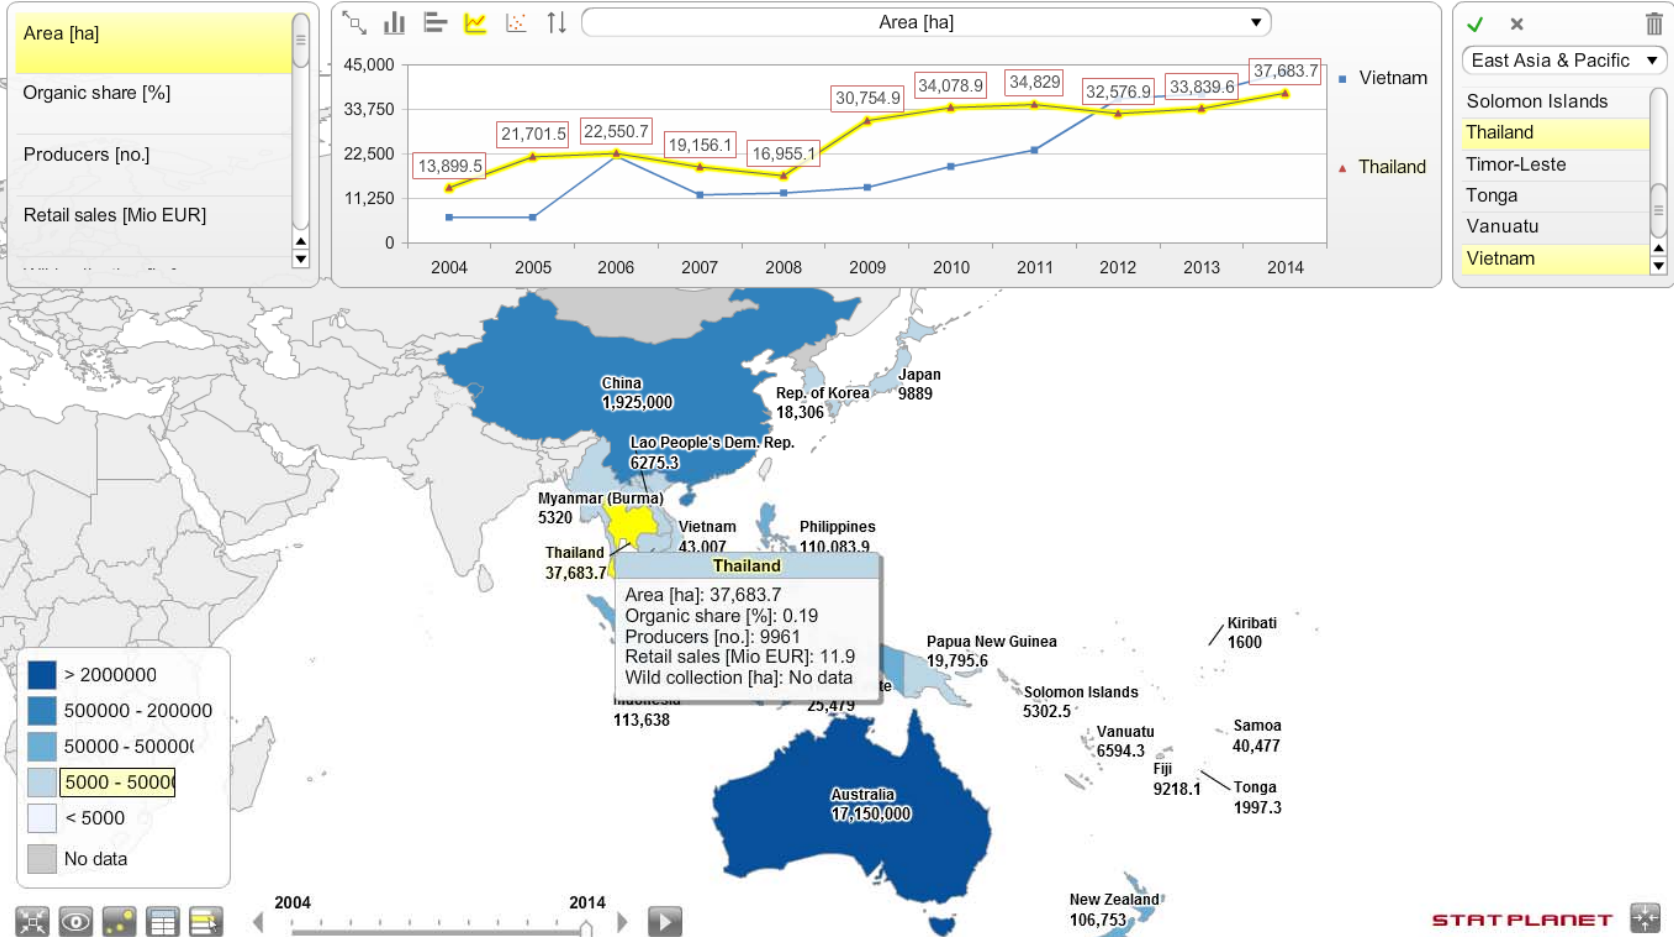 Area [ha]
Organic share [%]
Producers [no.]
Retail sales [Mio EUR]
Area [ha]
45,000
33,750
22,500
11,250
0
13,899.5
21,701.5
22,550.7
19,156.1
16,955.1
30,754.9
34,078.9
34,829
32,576.9
33,839.6
37,683.7
2004
2005
2006
2007
2008
2009
2010
2011
2012
2013
2014
Vietnam
Thailand
East Asia & Pacific
Solomon Islands
Thailand
Timor-Leste
Tonga
Vanuatu
Vietnam
China
1,925,000
Rep. of Korea
18,306
Japan
9889
Lao People's Dem. Rep.
6275.3
Myanmar (Burma)
5320
Vietnam
43,007
Philippines
110,083.9
Thailand
37,683.7
Thailand
Area [ha]: 37,683.7
Organic share [%]: 0.19
Producers [no.]: 9961
Retail sales [Mio EUR]: 11.9
Wild collection [ha]: No data
te
25,479
Indonesia
113,638
Papua New Guinea
19,795.6
Kiribati
1600
Solomon Islands
5302.5
Vanuatu
6594.3
Samoa
40,477
Fiji
9218.1
Tonga
1997.3
Australia
17,150,000
New Zealand
106,753
> 2000000
500000 - 200000
50000 - 500000
5000 - 5000
< 5000
No data
2004
2014
STATPLANET